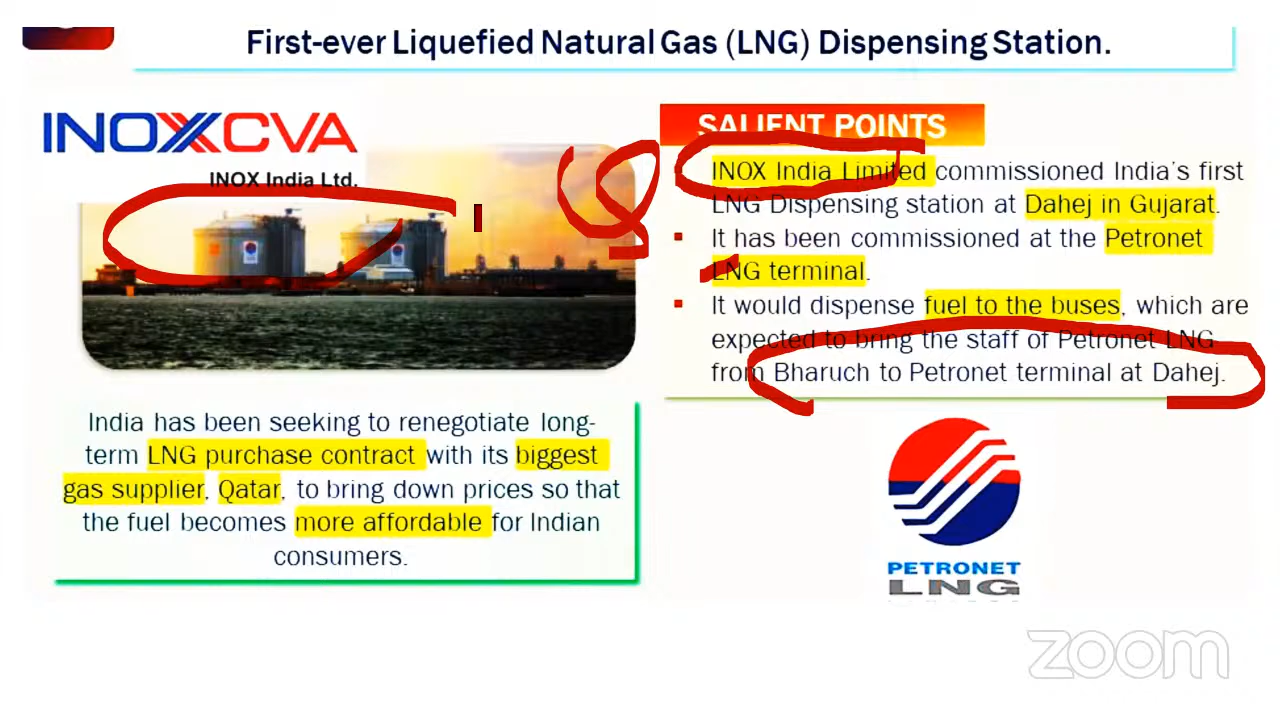 First-ever Liquefied Natural Gas (LNG) Dispensing Station.
INOXCVA
INOX India Ltd.
SALIENT POINTS
INOX India Limited commissioned India's first
LNG Dispensing station at Dahej in Gujarat.
It has been commissioned at the Petronet
LNG terminal.
It would dispense fuel to the buses, which are
expected to bring the staff of Petronet LNG
from Bharuch to Petronet terminal at Dahej.
India has been seeking to renegotiate long-
term LNG purchase contract with its biggest
gas supplier, Qatar, to bring down prices so that
the fuel becomes more affordable for Indian
consumers.
PETRONET
LNG
zoom